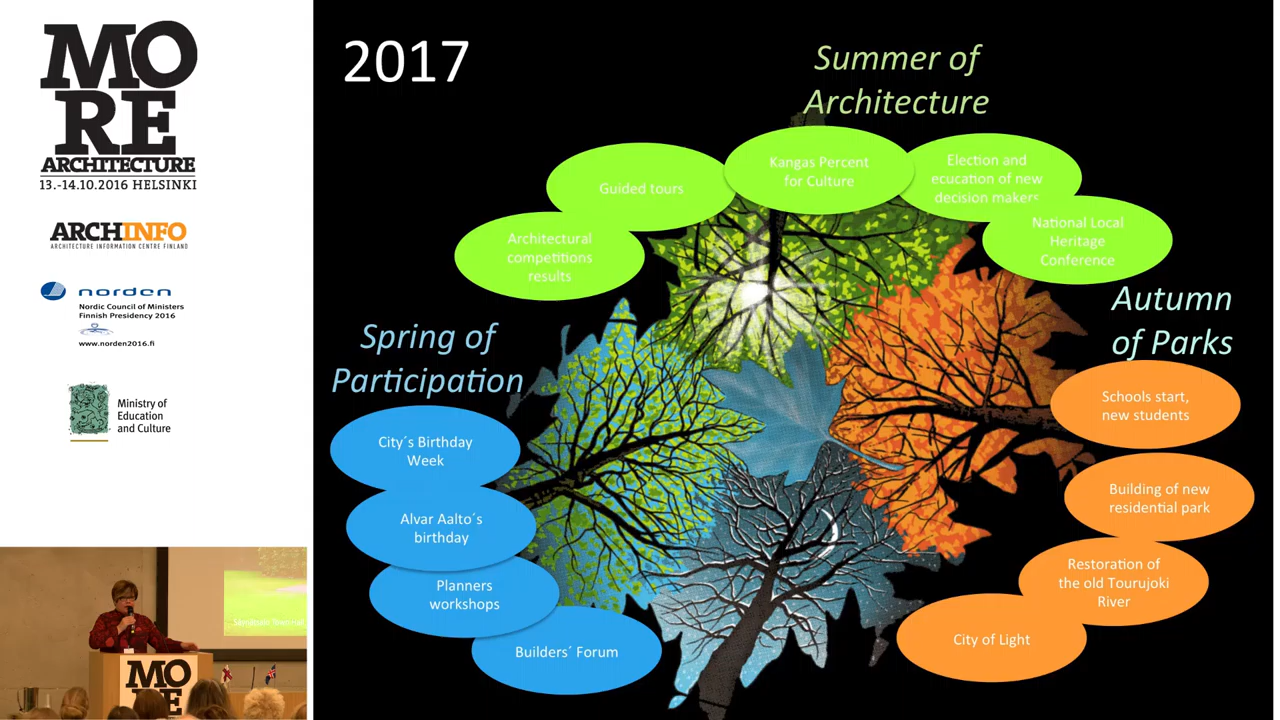 MO
RE
ARCHITECTURE
13.-14.10.2016 HELSINKI
ARCHINFO
ARCHITECTURE INFORMATION CENTRE FINLAND
norden
Nordic Council of Ministers
Finnish Presidency 2016
www.norden2016.fi
Ministry of
Education
and Culture
MO
RE
2017
Summer of
Architecture
Guided tours
Architectural
competitions
results
Kangas Percent
for Culture
Election and
ecucation of new
decision makers
National Local
Heritage
Conference
Spring of
Participation
City´s Birthday
Week
Alvar Aalto´s
birthday
Planners
workshops
Builders´ Forum
Autumn
of Parks
Schools start,
new students
Building of new
residential park
Restoration of
the old Tourujoki
River
City of Light